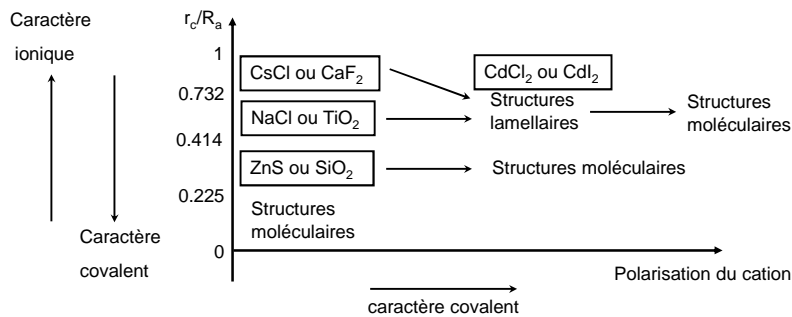 Caractère
ionique
r_c/R_a
1
CsCl ou CaF₂
CdCl₂ ou CdI₂
0.732
Structures
lamellaires
Structures
moléculaires
NaCl ou TiO₂
0.414
ZnS ou SiO₂
Structures moléculaires
0.225
Structures
moléculaires
Caractère
covalent
0
Polarisation du cation
caractère covalent